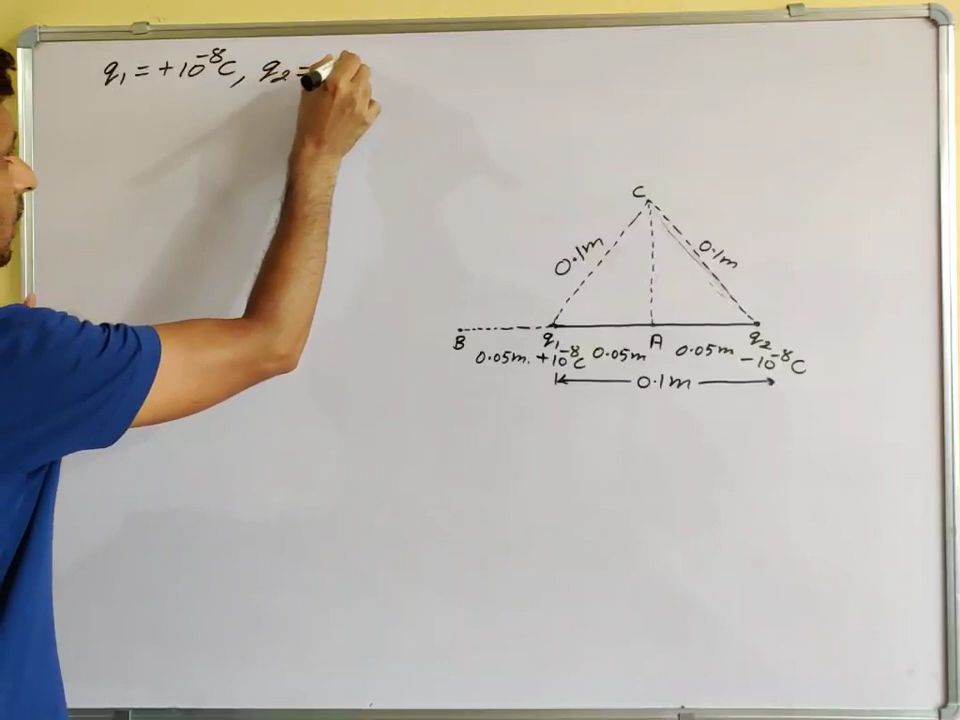 q₁ = +10⁻⁸C, q₂ =
C
0.1m 0.1m
B q₁ A q₂
0.05m. +10⁻⁸C 0.05m 0.05m -10⁻⁸C
0.1m